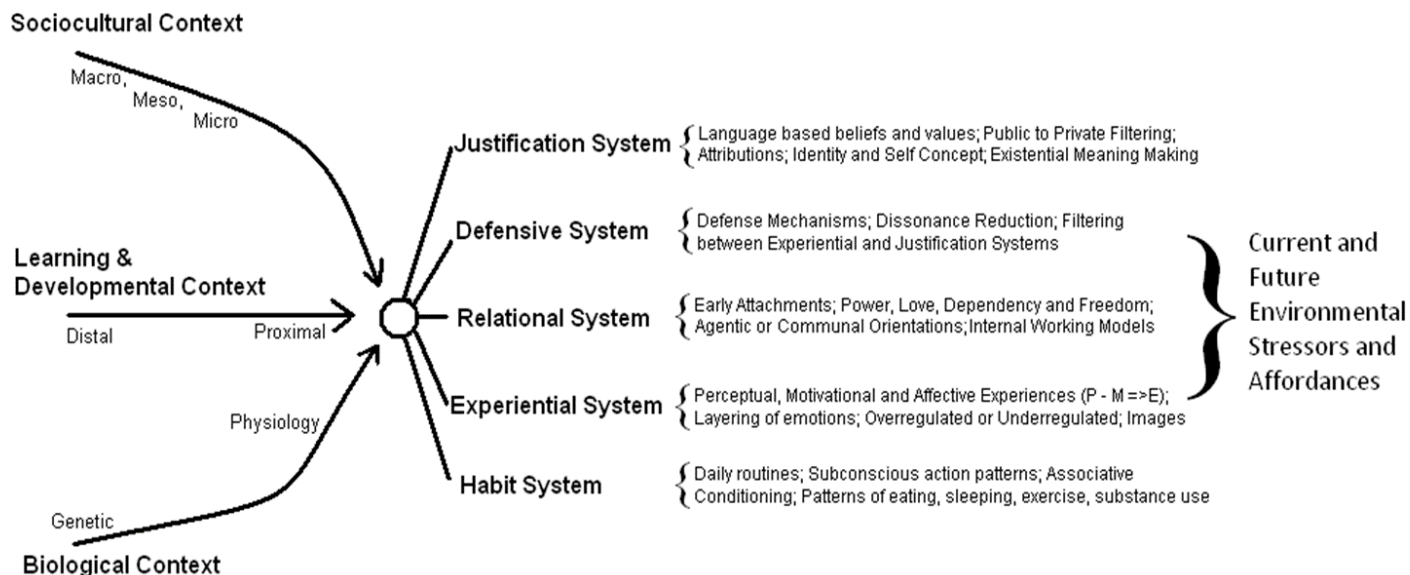 Sociocultural Context
Macro,
Meso,
Micro
Learning &
Developmental Context
Distal
Proximal
Physiology
Genetic
Biological Context
Justification System
Language based beliefs and values; Public to Private Filtering;
Attributions; Identity and Self Concept; Existential Meaning Making
Defensive System
Defense Mechanisms; Dissonance Reduction; Filtering
between Experiential and Justification Systems
Relational System
Early Attachments; Power, Love, Dependency and Freedom;
Agentic or Communal Orientations;Internal Working Models
Experiential System
Perceptual, Motivational and Affective Experiences (P - M =>E);
Layering of emotions; Overregulated or Underregulated; Images
Habit System
Daily routines; Subconscious action patterns; Associative
Conditioning; Patterns of eating, sleeping, exercise, substance use
Current and
Future
Environmental
Stressors and
Affordances